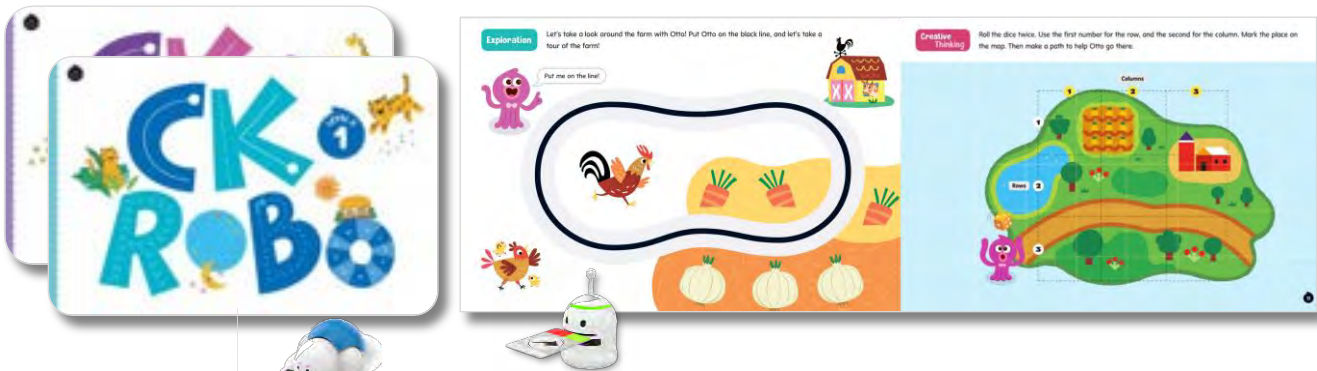 CK
ROBO
LEVEL
1
Exploration
Let's take a look around the farm with Otto! Put Otto on the black line, and let's take a
tour of the farm!
Put me on the line!
Creative
Thinking
Roll the dice twice. Use the first number for the row, and the second for the column. Mark the place on
the map. Then make a path to help Otto go there.
Columns
1 2 3
1
Rows 2
3